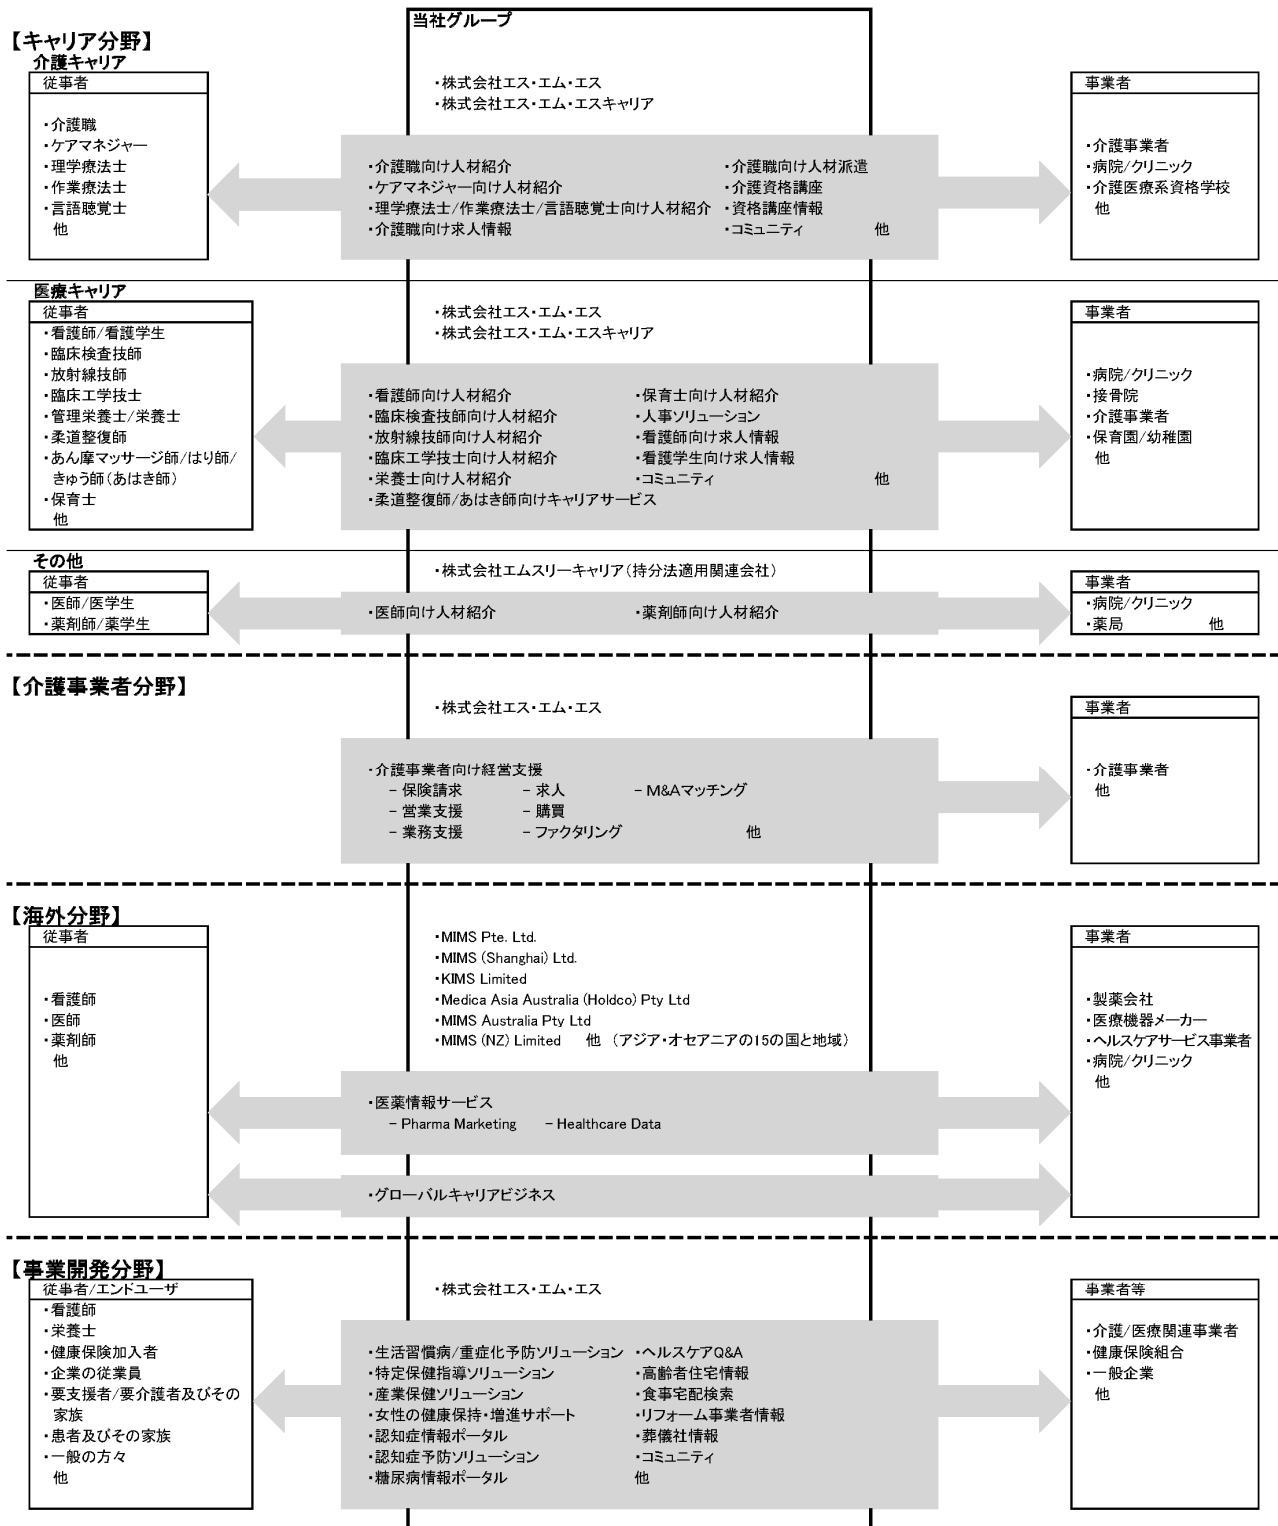 当社グループ
【キャリア分野】
介護キャリア
従事者
・介護職
・ケアマネジャー
・理学療法士
・作業療法士
・言語聴覚士
他
・株式会社エス・エム・エス
・株式会社エス・エム・エスキャリア
・介護職向け人材紹介
・ケアマネジャー向け人材紹介
・理学療法士/作業療法士/言語聴覚士向け人材紹介
・介護職向け求人情報
・介護職向け人材派遣
・介護資格講座
・資格講座情報
・コミュニティ 他
事業者
・介護事業者
・病院/クリニック
・介護医療系資格学校
他
医療キャリア
従事者
・看護師/看護学生
・臨床検査技師
・放射線技師
・臨床工学技士
・管理栄養士/栄養士
・柔道整復師
・あん摩マッサージ師/はり師/
きゅう師(あはき師)
・保育士
他
・株式会社エス・エム・エス
・株式会社エス・エム・エスキャリア
・看護師向け人材紹介
・臨床検査技師向け人材紹介
・放射線技師向け人材紹介
・臨床工学技士向け人材紹介
・栄養士向け人材紹介
・柔道整復師/あはき師向けキャリアサービス
・保育士向け人材紹介
・人事ソリューション
・看護師向け求人情報
・看護学生向け求人情報
・コミュニティ 他
事業者
・病院/クリニック
・接骨院
・介護事業者
・保育園/幼稚園
他
その他
従事者
・医師/医学生
・薬剤師/薬学生
・株式会社エムスリーキャリア(持分法適用関連会社)
・医師向け人材紹介
・薬剤師向け人材紹介
事業者
・病院/クリニック
・薬局 他
【介護事業者分野】
・株式会社エス・エム・エス
・介護事業者向け経営支援
- 保険請求 - 求人 - M&Aマッチング
- 営業支援 - 購買
- 業務支援 - ファクタリング 他
事業者
・介護事業者
他
【海外分野】
従事者
・看護師
・医師
・薬剤師
他
・MIMS Pte. Ltd.
・MIMS (Shanghai) Ltd.
・KIMS Limited
・Medica Asia Australia (Holdco) Pty Ltd
・MIMS Australia Pty Ltd
・MIMS (NZ) Limited 他 (アジア・オセアニアの15の国と地域)
・医薬情報サービス
- Pharma Marketing - Healthcare Data
・グローバルキャリアビジネス
事業者
・製薬会社
・医療機器メーカー
・ヘルスケアサービス事業者
・病院/クリニック
他
【事業開発分野】
従事者/エンドユーザ
・看護師
・栄養士
・健康保険加入者
・企業の従業員
・要支援者/要介護者及びその
家族
・患者及びその家族
・一般の方々
他
・株式会社エス・エム・エス
・生活習慣病/重症化予防ソリューション
・特定保健指導ソリューション
・産業保健ソリューション
・女性の健康保持・増進サポート
・認知症情報ポータル
・認知症予防ソリューション
・糖尿病情報ポータル
・ヘルスケアQ&A
・高齢者住宅情報
・食事宅配検索
・リフォーム事業者情報
・葬儀社情報
・コミュニティ
他
事業者等
・介護/医療関連事業者
・健康保険組合
・一般企業
他